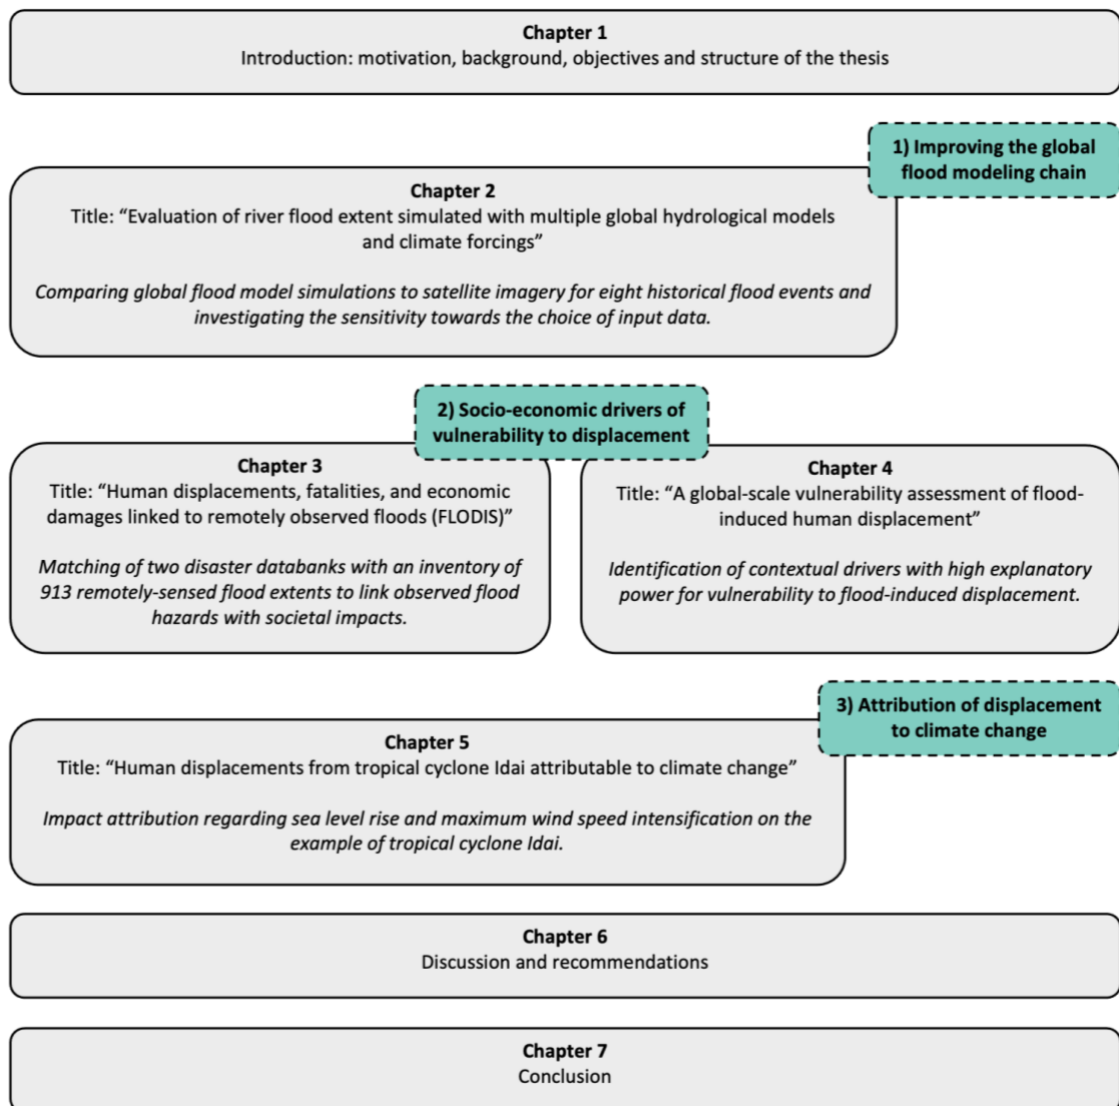 Chapter 1
Introduction: motivation, background, objectives and structure of the thesis
1) Improving the global
flood modeling chain
Chapter 2
Title: “Evaluation of river flood extent simulated with multiple global hydrological models
and climate forcings”
Comparing global flood model simulations to satellite imagery for eight historical flood events and
investigating the sensitivity towards the choice of input data.
2) Socio-economic drivers of
vulnerability to displacement
Chapter 3
Title: “Human displacements, fatalities, and economic
damages linked to remotely observed floods (FLODIS)”
Matching of two disaster databanks with an inventory of
913 remotely-sensed flood extents to link observed flood
hazards with societal impacts.
Chapter 4
Title: “A global-scale vulnerability assessment of flood-
induced human displacement”
Identification of contextual drivers with high explanatory
power for vulnerability to flood-induced displacement.
3) Attribution of displacement
to climate change
Chapter 5
Title: “Human displacements from tropical cyclone Idai attributable to climate change”
Impact attribution regarding sea level rise and maximum wind speed intensification on the
example of tropical cyclone Idai.
Chapter 6
Discussion and recommendations
Chapter 7
Conclusion